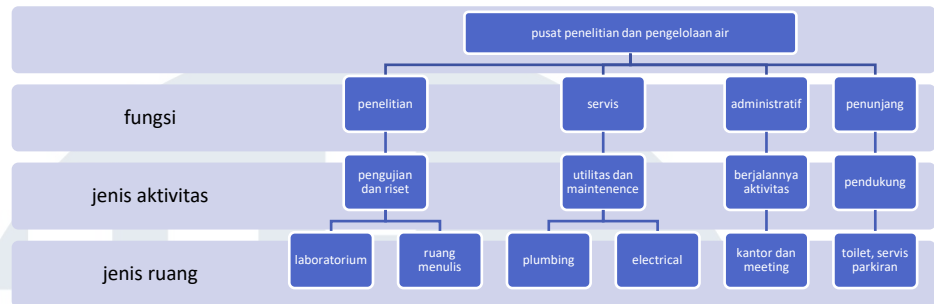 pusat penelitian dan pengelolaan air
fungsi
penelitian
servis
administratif
penunjang
jenis aktivitas
pengujian
dan riset
utilitas dan
maintenence
berjalannya
aktivitas
pendukung
jenis ruang
laboratorium
ruang
menulis
plumbing
electrical
kantor dan
meeting
toilet, servis
parkiran